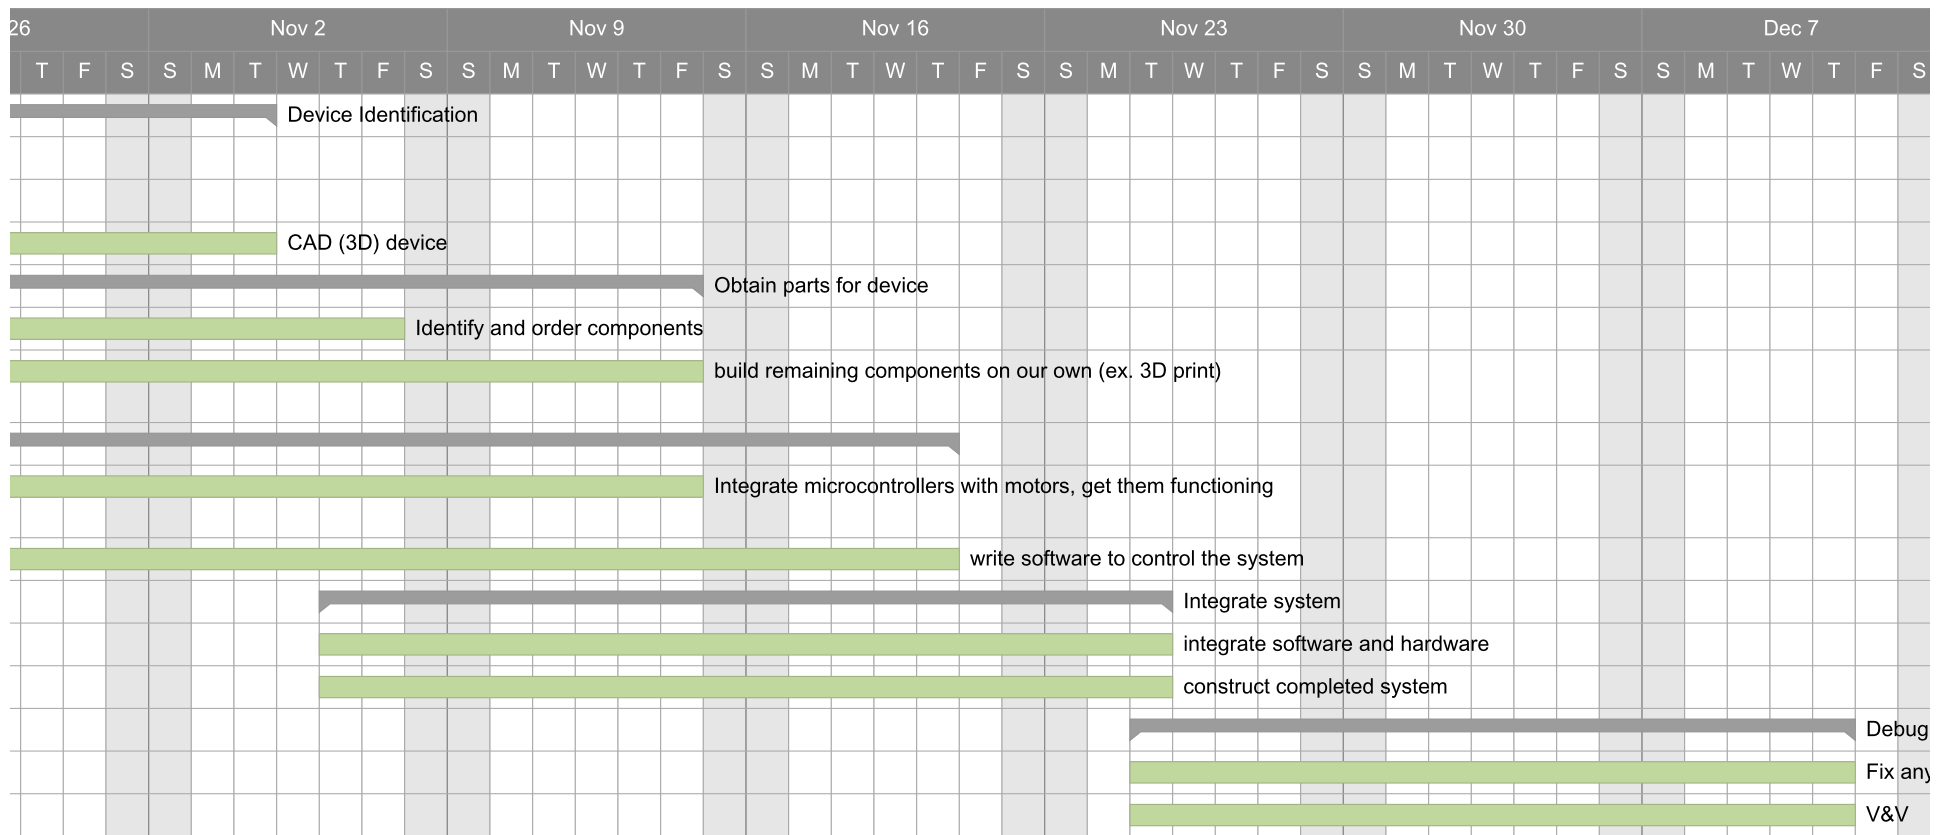 26 Nov 2 Nov 9 Nov 16 Nov 23 Nov 30 Dec 7
T F S S M T W T F S S M T W T F S S M T W T F S S M T W T F S S M T W T F S S M T W T F S
Device Identification
CAD (3D) device
Obtain parts for device
Identify and order components
build remaining components on our own (ex. 3D print)
Integrate microcontrollers with motors, get them functioning
write software to control the system
Integrate system
integrate software and hardware
construct completed system
Debug
Fix any
V&V